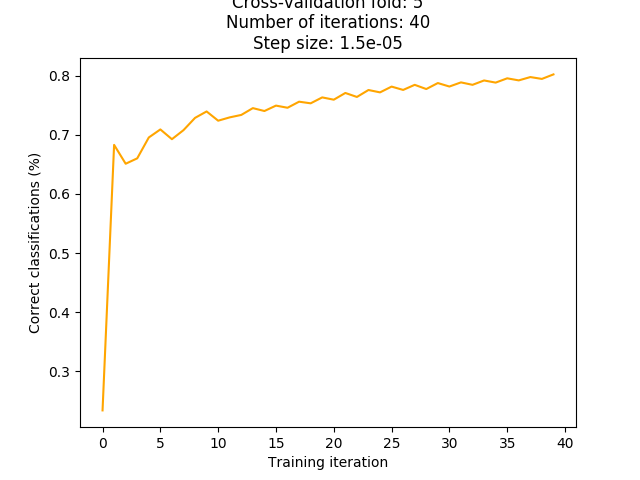 Cross-validation fold: 5
Number of iterations: 40
Step size: 1.5e-05
0.8
0.7
0.6
0.5
0.4
0.3
Correct classifications (%)
0 5 10 15 20 25 30 35 40
Training iteration